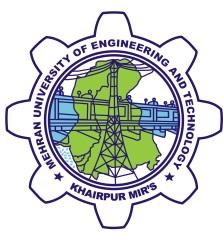 MEHRAN UNIVERSITY OF ENGINEERING AND TECHNOLOGY
KHAIRPUR MIR'S